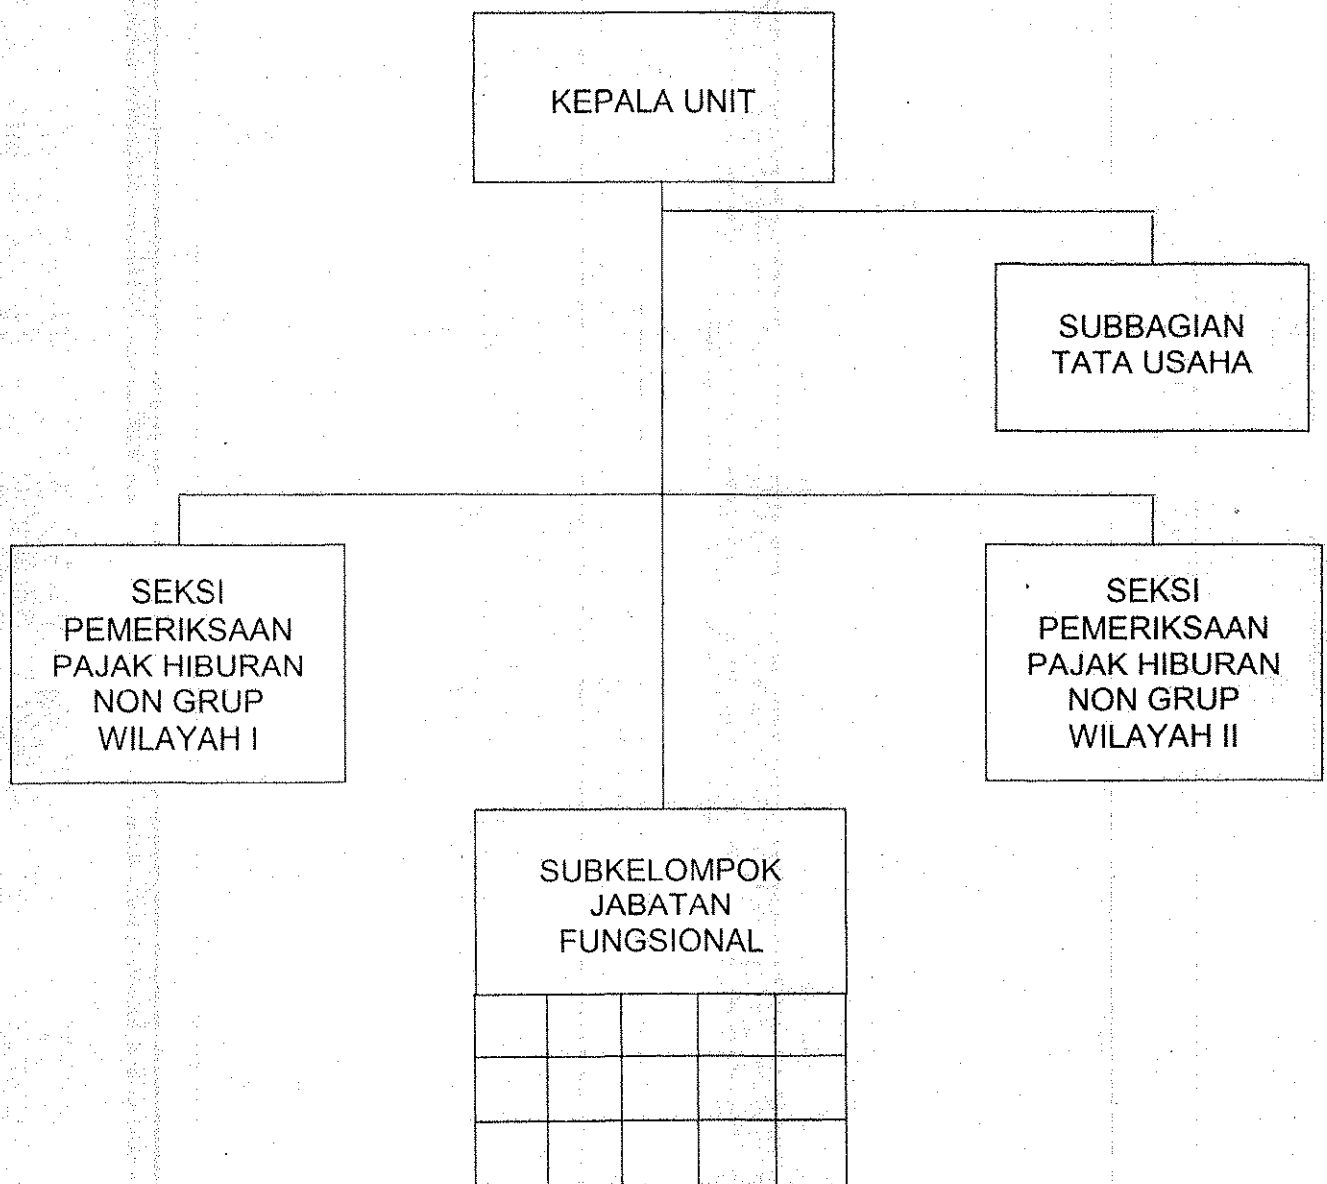 KEPALA UNIT
SUBBAGIAN
TATA USAHA
SEKSI
PEMERIKSAAN
PAJAK HIBURAN
NON GRUP
WILAYAH I
SEKSI
PEMERIKSAAN
PAJAK HIBURAN
NON GRUP
WILAYAH II
SUBKELOMPOK
JABATAN
FUNGSIONAL